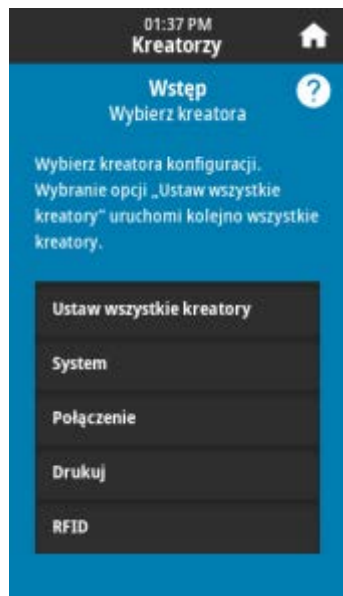 01:37 PM
Kreatorzy
Wstęp
?
Wybierz kreatora
Wybierz kreatora konfiguracji.
Wybranie opcji „Ustaw wszystkie
kreatory” uruchomi kolejno wszystkie
kreatory.
Ustaw wszystkie kreatory
System
Połączenie
Drukuj
RFID